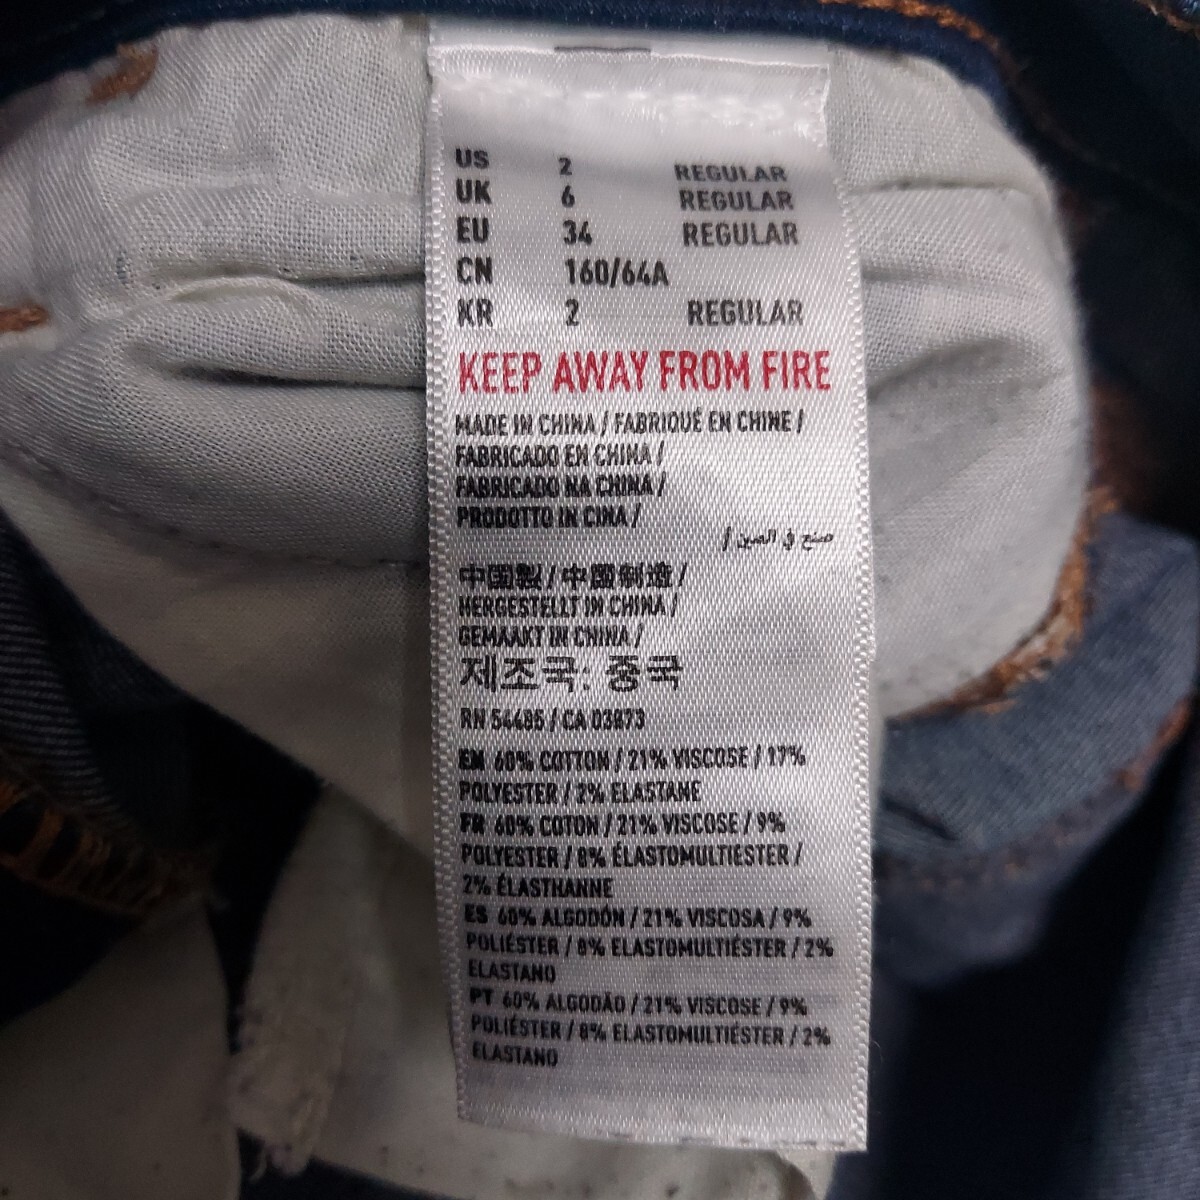 US 2 REGULAR
UK 6 REGULAR
EU 34 REGULAR
CN 160/64A
KR 2 REGULAR
KEEP AWAY FROM FIRE
MADE IN CHINA / FABRIQUÉ EN CHINE /
FABRICADO EN CHINA /
FABRICADO NA CHINA /
PRODOTTO IN CINA /
صنع في الصين /
中国製 / 中国制造 /
HERGESTELLT IN CHINA /
GEMAAKT IN CHINA /
제조국: 중국
RN 54485 / CA 03873
EN 60% COTTON / 21% VISCOSE / 17%
POLYESTER / 2% ELASTANE
FR 60% COTON / 21% VISCOSE / 9%
POLYESTER / 8% ÉLASTOMULTIESTER /
2% ÉLASTHANNE
ES 60% ALGODÓN / 21% VISCOSA / 9%
POLIÉSTER / 8% ELASTOMULTIÉSTER / 2%
ELASTANO
PT 60% ALGODÃO / 21% VISCOSE / 9%
POLIÉSTER / 8% ELASTOMULTIÉSTER / 2%
ELASTANO